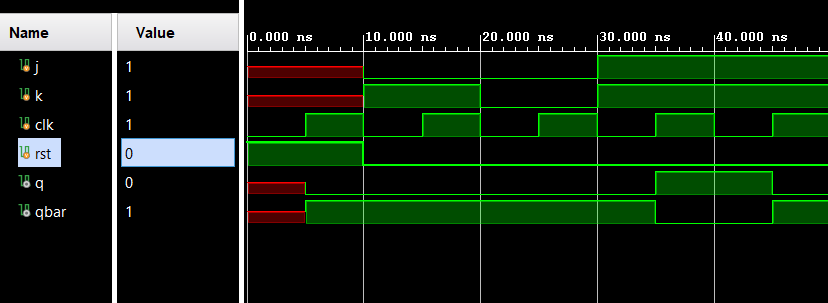 Name Value 0.000 ns 10.000 ns 20.000 ns 30.000 ns 40.000 ns
j 1
k 1
clk 1
rst 0
q 0
qbar 1